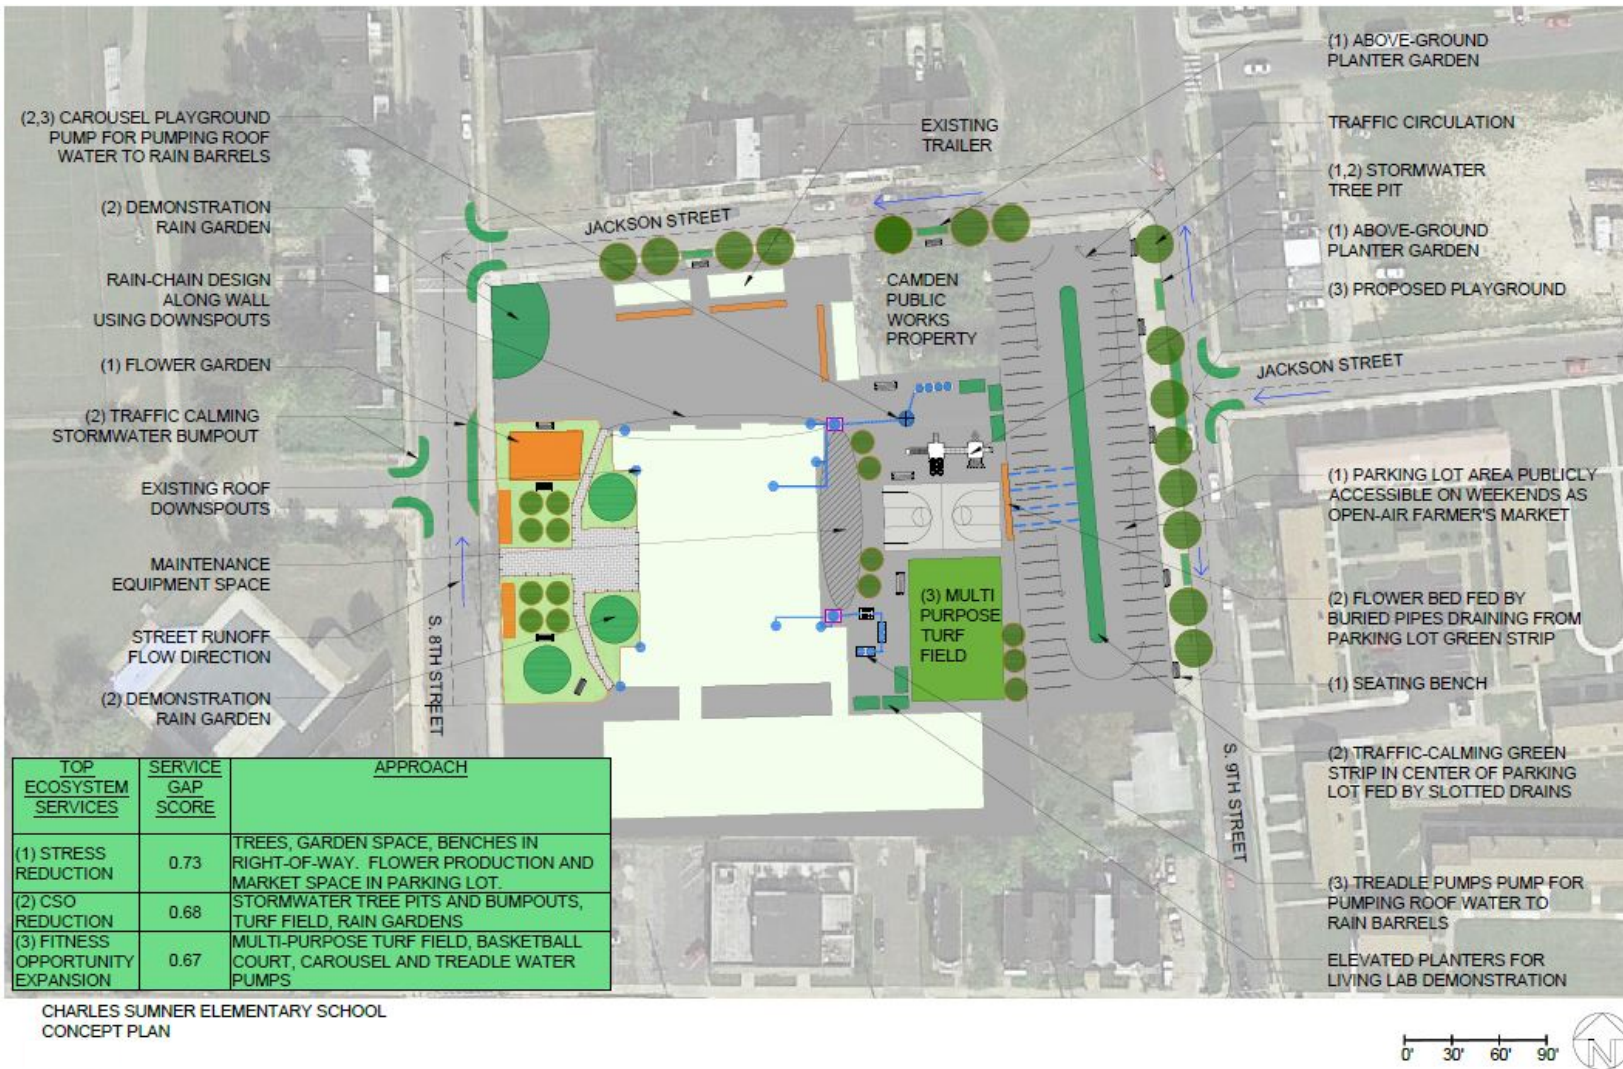 (2,3) CAROUSEL PLAYGROUND
PUMP FOR PUMPING ROOF
WATER TO RAIN BARRELS
(2) DEMONSTRATION
RAIN GARDEN
RAIN-CHAIN DESIGN
ALONG WALL
USING DOWNSPOUTS
(1) FLOWER GARDEN
(2) TRAFFIC CALMING
STORMWATER BUMPOUT
EXISTING ROOF
DOWNSPOUTS
MAINTENANCE
EQUIPMENT SPACE
STREET RUNOFF
FLOW DIRECTION
(2) DEMONSTRATION
RAIN GARDEN
EXISTING
TRAILER
JACKSON STREET
CAMDEN
PUBLIC
WORKS
PROPERTY
(3) MULTI
PURPOSE
TURF
FIELD
S. 8TH STREET
JACKSON STREET
S. 9TH STREET
(1) ABOVE-GROUND
PLANTER GARDEN
TRAFFIC CIRCULATION
(1,2) STORMWATER
TREE PIT
(1) ABOVE-GROUND
PLANTER GARDEN
(3) PROPOSED PLAYGROUND
(1) PARKING LOT AREA PUBLICLY
ACCESSIBLE ON WEEKENDS AS
OPEN-AIR FARMER'S MARKET
(2) FLOWER BED FED BY
BURIED PIPES DRAINING FROM
PARKING LOT GREEN STRIP
(1) SEATING BENCH
(2) TRAFFIC-CALMING GREEN
STRIP IN CENTER OF PARKING
LOT FED BY SLOTTED DRAINS
(3) TREADLE PUMPS PUMP FOR
PUMPING ROOF WATER TO
RAIN BARRELS
ELEVATED PLANTERS FOR
LIVING LAB DEMONSTRATION
TOP
ECOSYSTEM
SERVICES
SERVICE
GAP
SCORE
APPROACH
(1) STRESS
REDUCTION
0.73
TREES, GARDEN SPACE, BENCHES IN
RIGHT-OF-WAY. FLOWER PRODUCTION AND
MARKET SPACE IN PARKING LOT.
(2) CSO
REDUCTION
0.68
STORMWATER TREE PITS AND BUMPOUTS,
TURF FIELD, RAIN GARDENS
(3) FITNESS
OPPORTUNITY
EXPANSION
0.67
MULTI-PURPOSE TURF FIELD, BASKETBALL
COURT, CAROUSEL AND TREADLE WATER
PUMPS
CHARLES SUMNER ELEMENTARY SCHOOL
CONCEPT PLAN
0' 30' 60' 90'
N